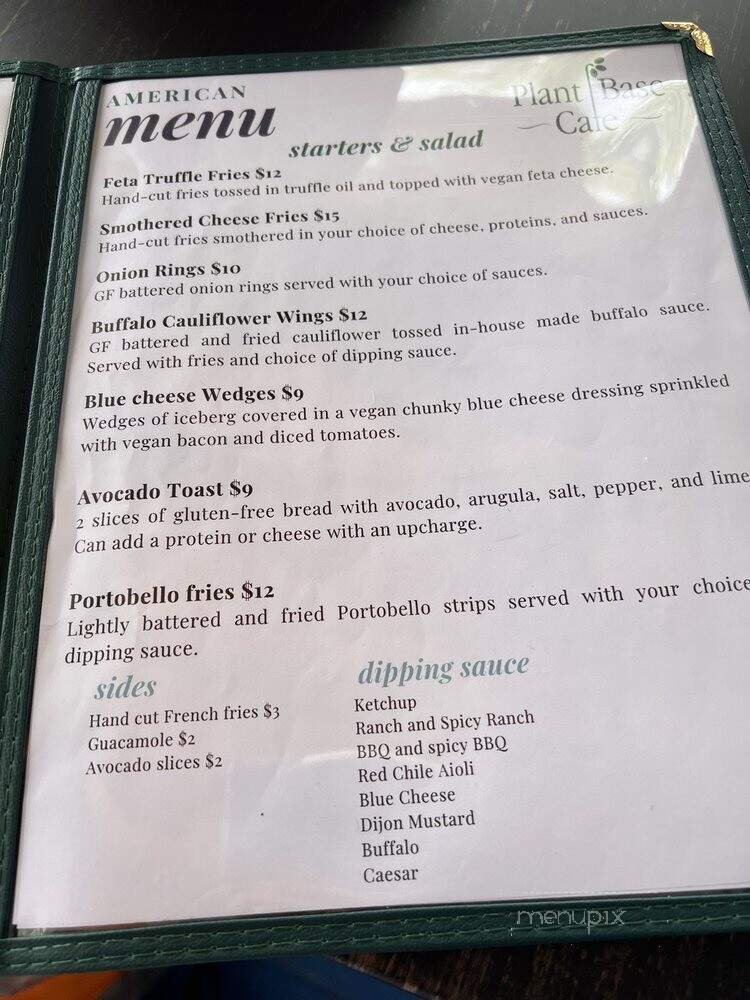 AMERICAN
menu
Plant Base
Cafe
starters & salad
Feta Truffle Fries $12
Hand-cut fries tossed in truffle oil and topped with vegan feta cheese.
Smothered Cheese Fries $15
Hand-cut fries smothered in your choice of cheese, proteins, and sauces.
Onion Rings $10
GF battered onion rings served with your choice of sauces.
Buffalo Cauliflower Wings $12
GF battered and fried cauliflower tossed in-house made buffalo sauce.
Served with fries and choice of dipping sauce.
Blue cheese Wedges $9
Wedges of iceberg covered in a vegan chunky blue cheese dressing sprinkled
with vegan bacon and diced tomatoes.
Avocado Toast $9
2 slices of gluten-free bread with avocado, arugula, salt, pepper, and lime
Can add a protein or cheese with an upcharge.
Portobello fries $12
Lightly battered and fried Portobello strips served with your choice
dipping sauce.
sides
Hand cut French fries $3
Guacamole $2
Avocado slices $2
dipping sauce
Ketchup
Ranch and Spicy Ranch
BBQ and spicy BBQ
Red Chile Aioli
Blue Cheese
Dijon Mustard
Buffalo
Caesar
menupix